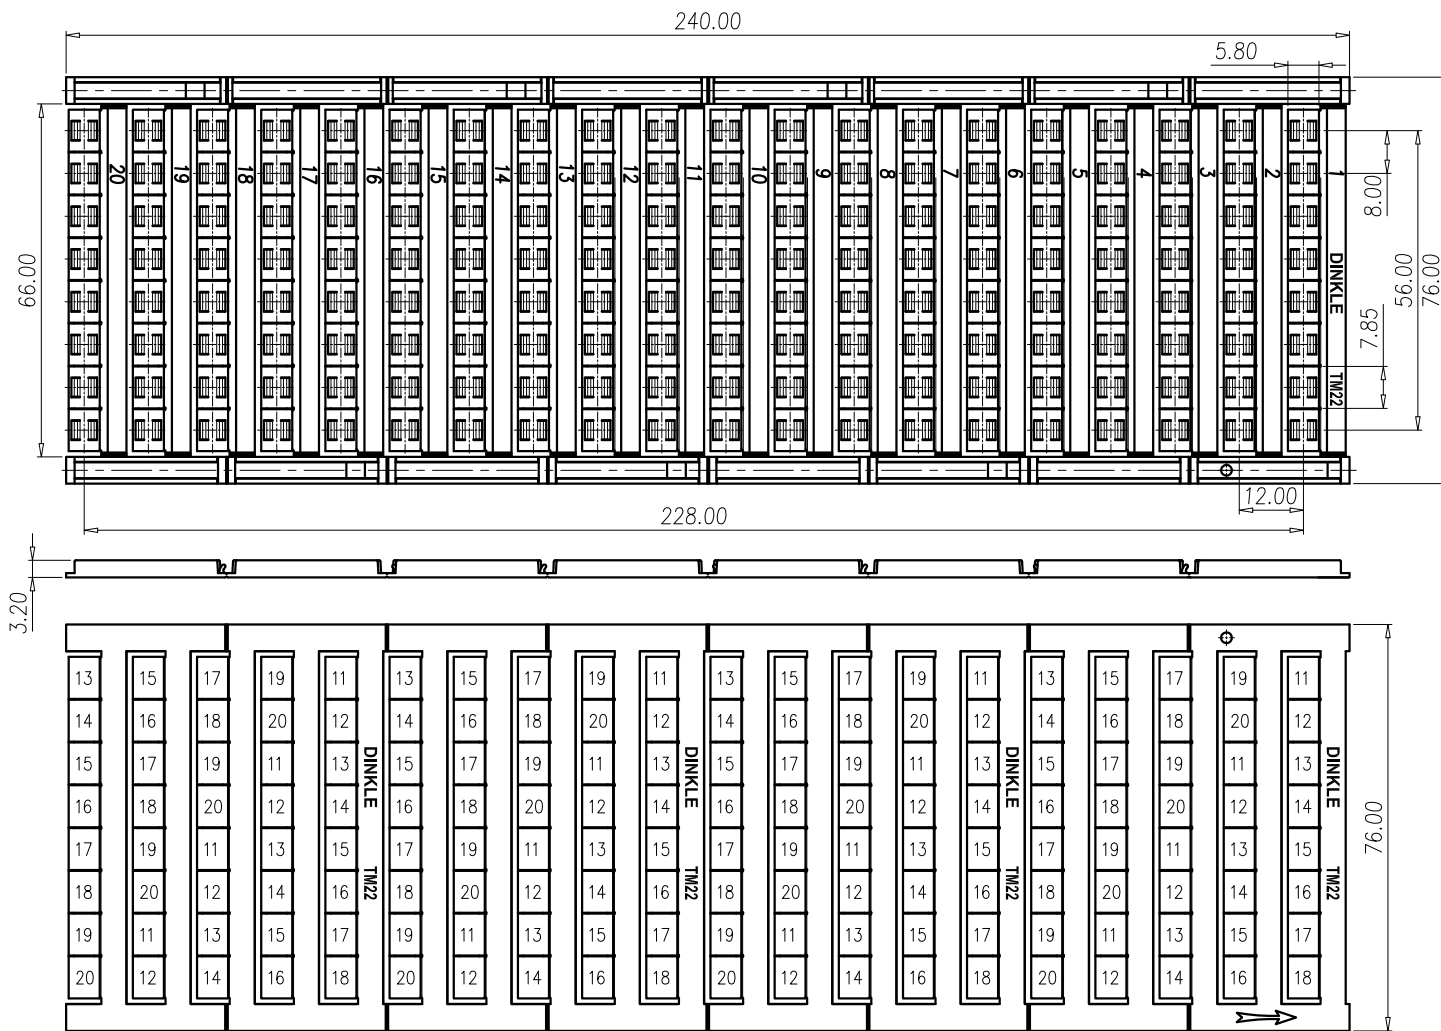 240.00
5.80
20 19 18 17 16 15 14 13 12 11 10 9 8 7 6 5 4 3 2 1
8.00
66.00
DINKLE
56.00
76.00
7.85
TM22
12.00
228.00
3.20
13 15 17 19 11 13 15 17 19 11 13 15 17 19 11 13 15 17 19 11
14 16 18 20 12 14 16 18 20 12 14 16 18 20 12 14 16 18 20 12
15 17 19 11 13 15 17 19 11 13 15 17 19 11 13 15 17 19 11 13
16 18 20 12 14 16 18 20 12 14 16 18 20 12 14 16 18 20 12 14
17 19 11 13 15 17 19 11 13 15 17 19 11 13 15 17 19 11 13 15
18 20 12 14 16 18 20 12 14 16 18 20 12 14 16 18 20 12 14 16
19 11 13 15 17 19 11 13 15 17 19 11 13 15 17 19 11 13 15 17
20 12 14 16 18 20 12 14 16 18 20 12 14 16 18 20 12 14 16 18
DINKLE TM22
DINKLE TM22
DINKLE TM22
DINKLE TM22
76.00